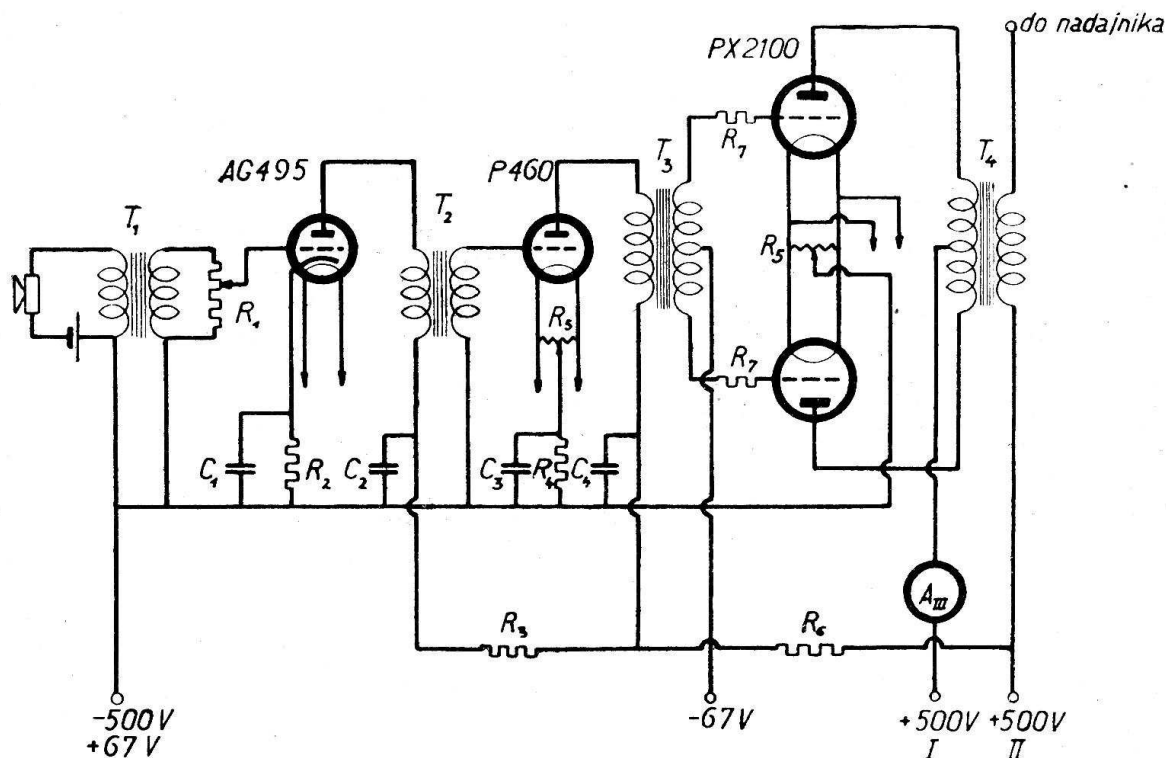 do nadajnika
PX2100
R₇
T₃
T₄
AG495
P460
T₁
T₂
R₅
R₁
R₅
R₇
C₁
R₂
C₂
C₃
R₄
C₄
A III
R₃
R₆
-500V
+67V
-67V
+500V
I
+500V
II